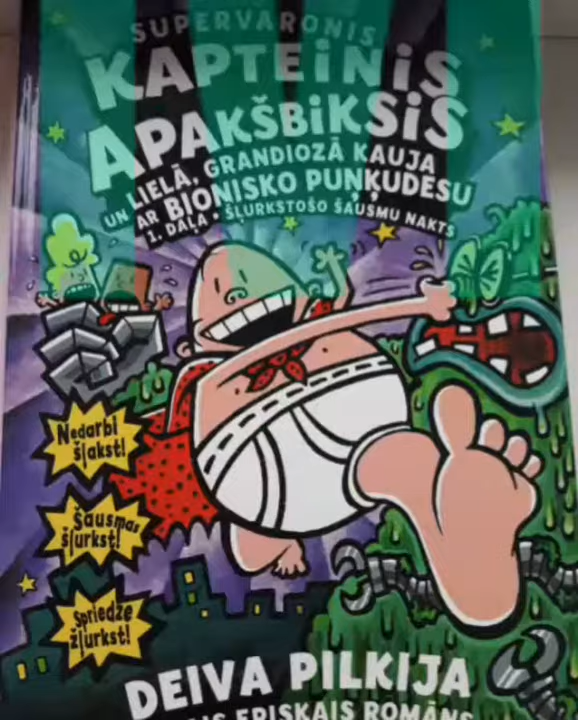 SUPERVARONIS
KAPTEINIS
APAKŠBIKSIS
UN LIELĀ, GRANDIOZĀ KAUJA
AR BIONISKO PUŅĶUDESU
1. DAĻA • ŠĻURKSTOŠO ŠAUSMU NAKTS
Nedarbi
šļakst!
Šausmas
šļurkst!
Spriedze
žļurkst!
DEIVA PILKIJA
EPISKAIS ROMĀNS